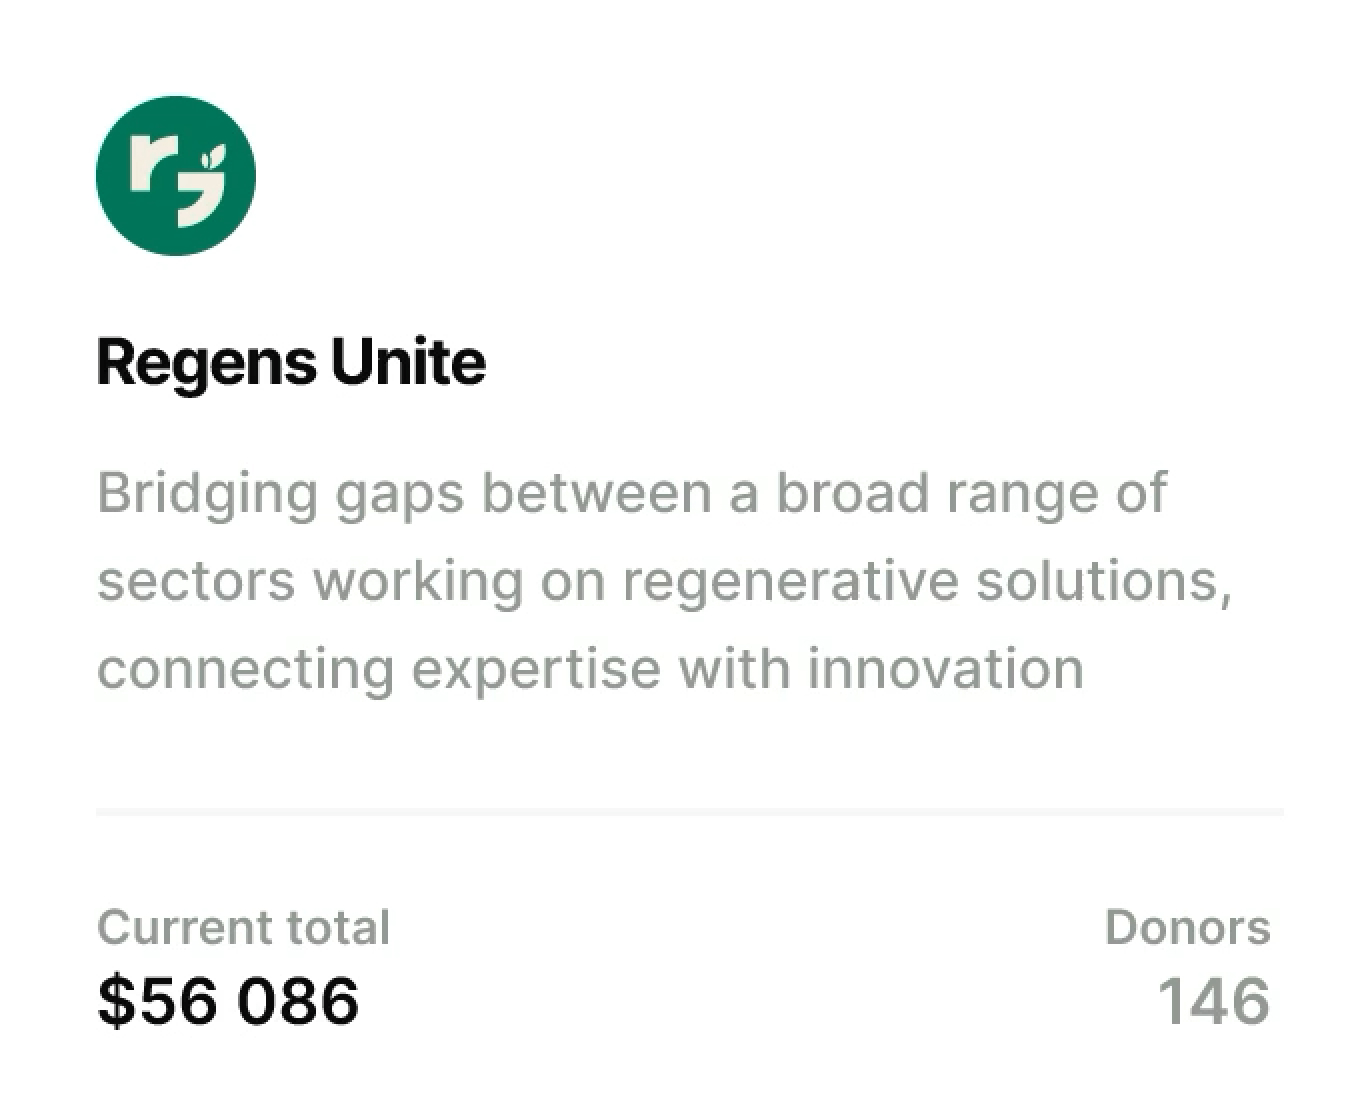 rg
Regens Unite
Bridging gaps between a broad range of
sectors working on regenerative solutions,
connecting expertise with innovation
Current total
$56 086
Donors
146